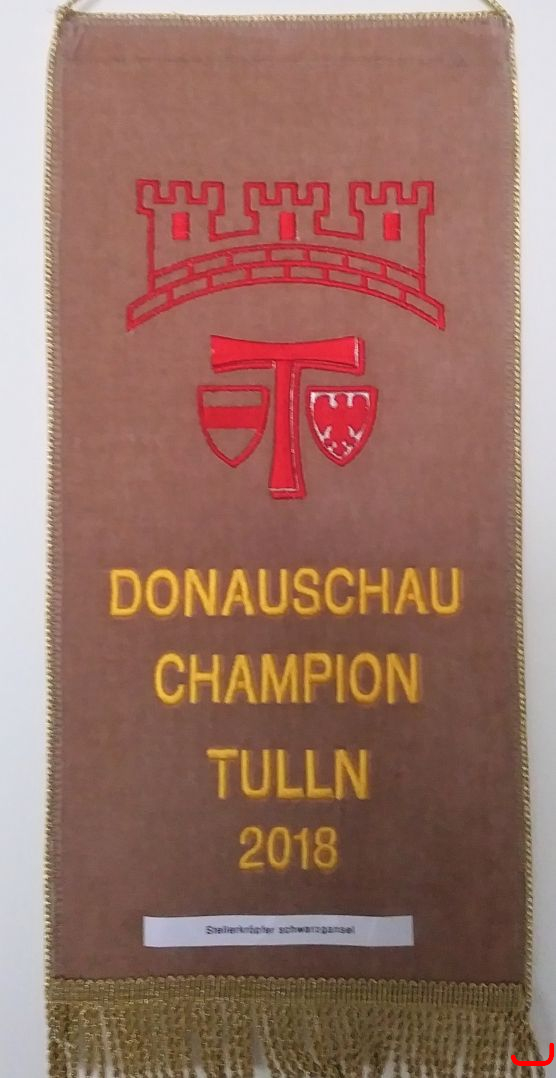 DONAUSCHAU
CHAMPION
TULLN
2018
Stellerkröpfer schwarzgansel